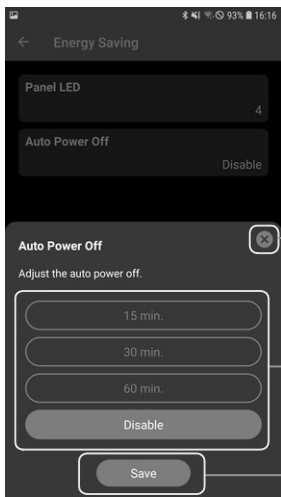 93% 16:16
Energy Saving
Panel LED
4
Auto Power Off
Disable
Auto Power Off
Adjust the auto power off.
15 min.
30 min.
60 min.
Disable
Save